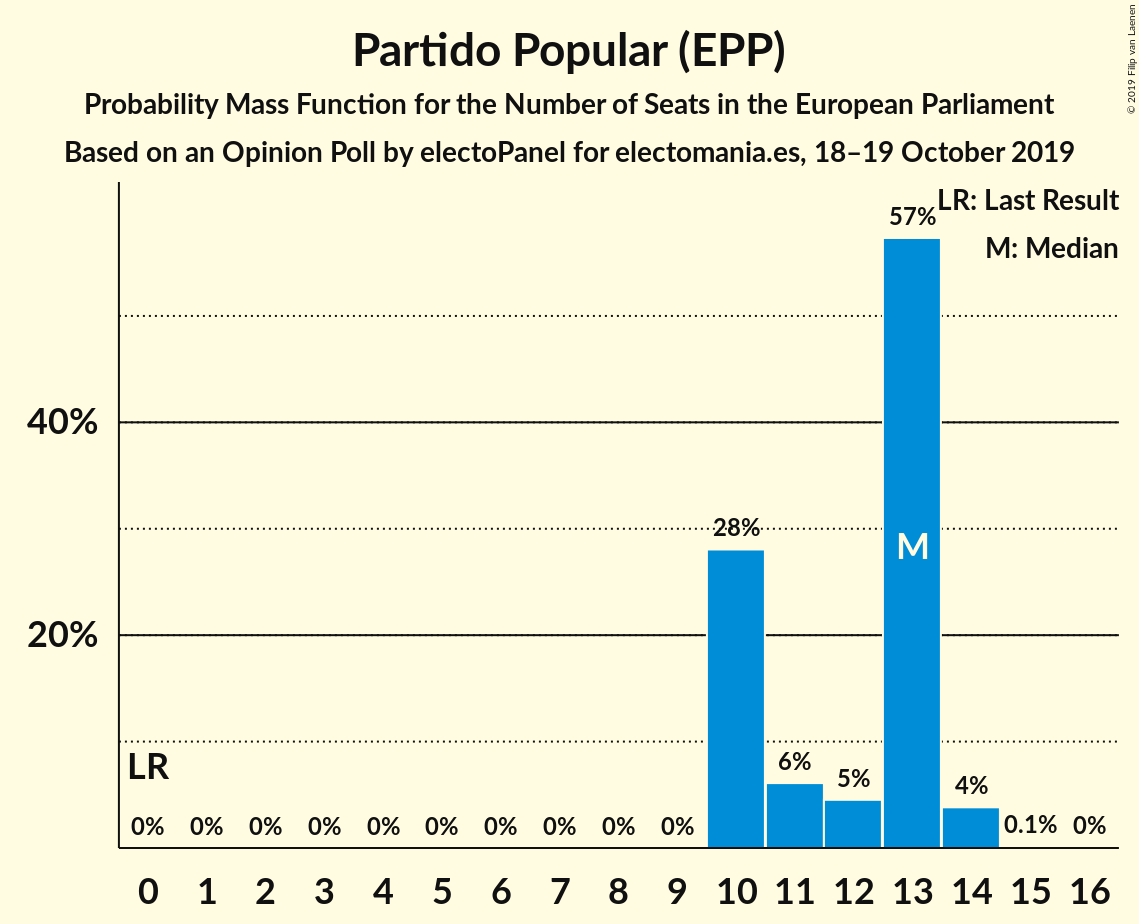 Partido Popular (EPP)
Probability Mass Function for the Number of Seats in the European Parliament
Based on an Opinion Poll by electoPanel for electomania.es, 18–19 October 2019
© 2019 Filip van Laenen
LR: Last Result
M: Median
57%
40%
28%
M
20%
LR
0% 0% 0% 0% 0% 0% 0% 0% 0% 0% 6% 5% 4% 0.1% 0%
0 1 2 3 4 5 6 7 8 9 10 11 12 13 14 15 16